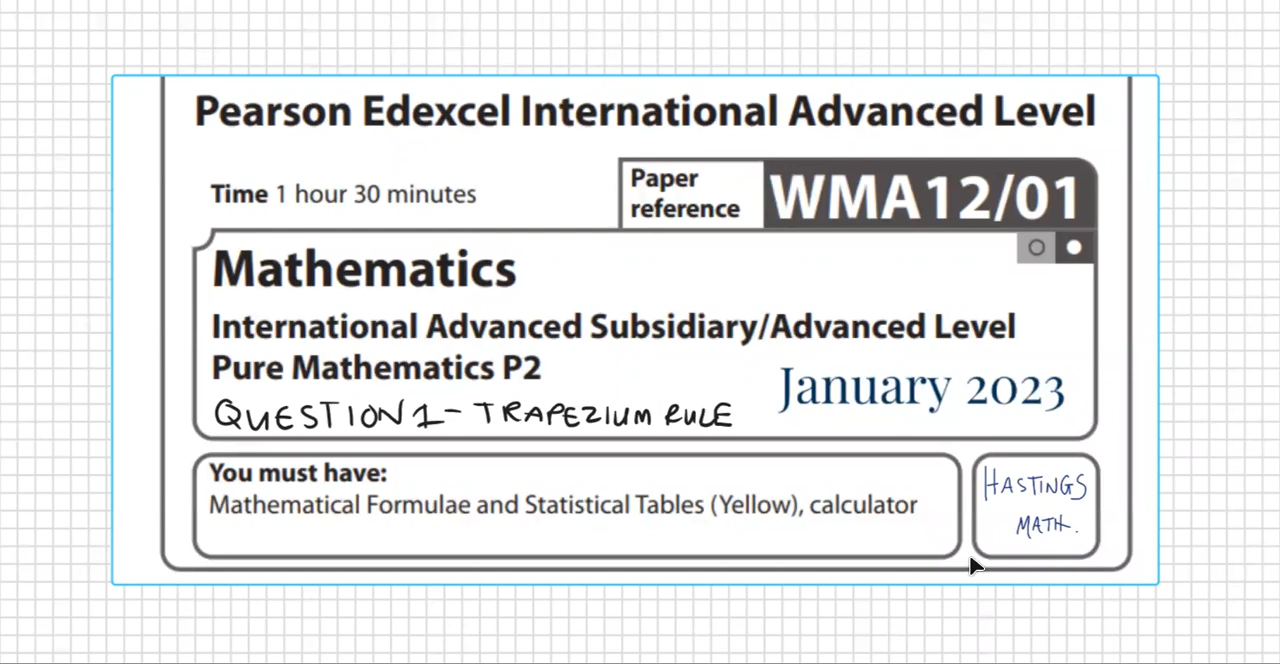 Pearson Edexcel International Advanced Level
Time 1 hour 30 minutes
Paper
reference
WMA12/01
Mathematics
International Advanced Subsidiary/Advanced Level
Pure Mathematics P2
January 2023
QUESTION 1 - TRAPEZIUM RULE
You must have:
Mathematical Formulae and Statistical Tables (Yellow), calculator
HASTINGS
MATH.